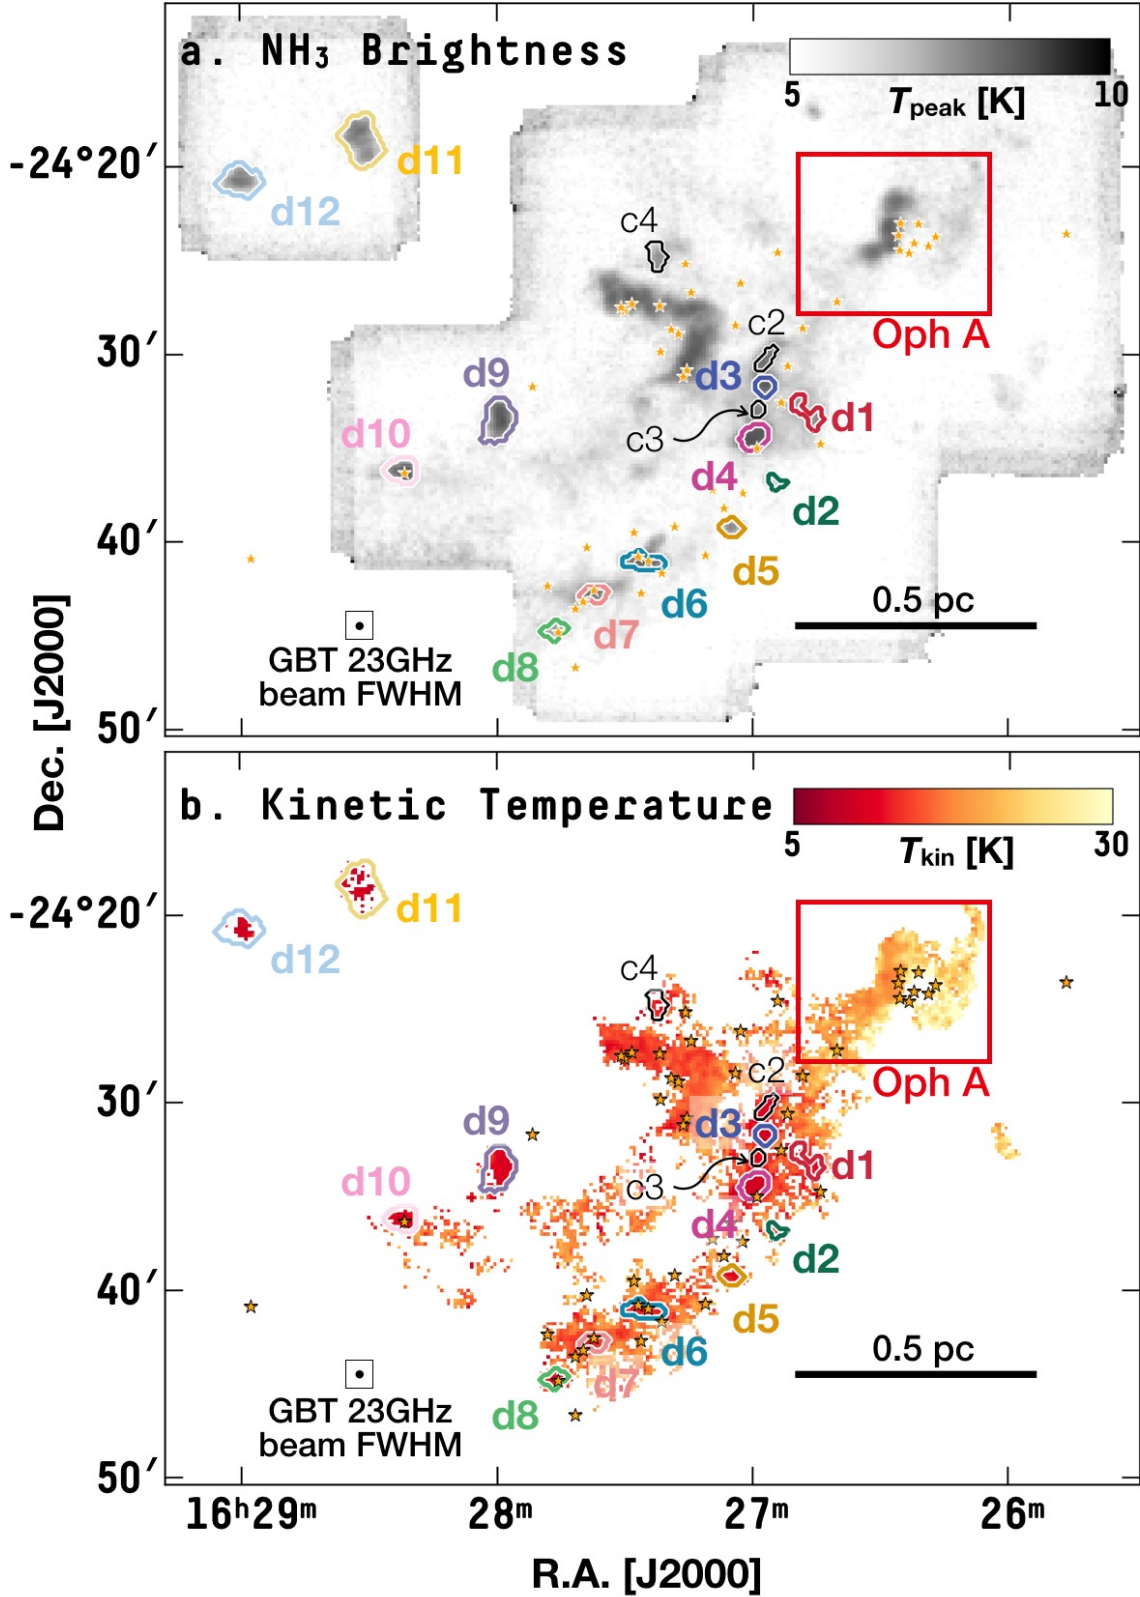 a. NH₃ Brightness
5 Tpeak [K] 10
-24°20′
d11
d12
c4
Oph A
c2
30′
d9
d3
d1
d10
c3
d4
d2
40′
d5
0.5 pc
d6
d7
GBT 23GHz
beam FWHM
d8
50′
Dec. [J2000]
b. Kinetic Temperature
5 Tkin [K] 30
-24°20′
d11
d12
c4
Oph A
c2
30′
d9
d3
d1
d10
c3
d4
d2
40′
d5
0.5 pc
d6
d7
GBT 23GHz
beam FWHM
d8
50′
16ʰ29ᵐ 28ᵐ 27ᵐ 26ᵐ
R.A. [J2000]